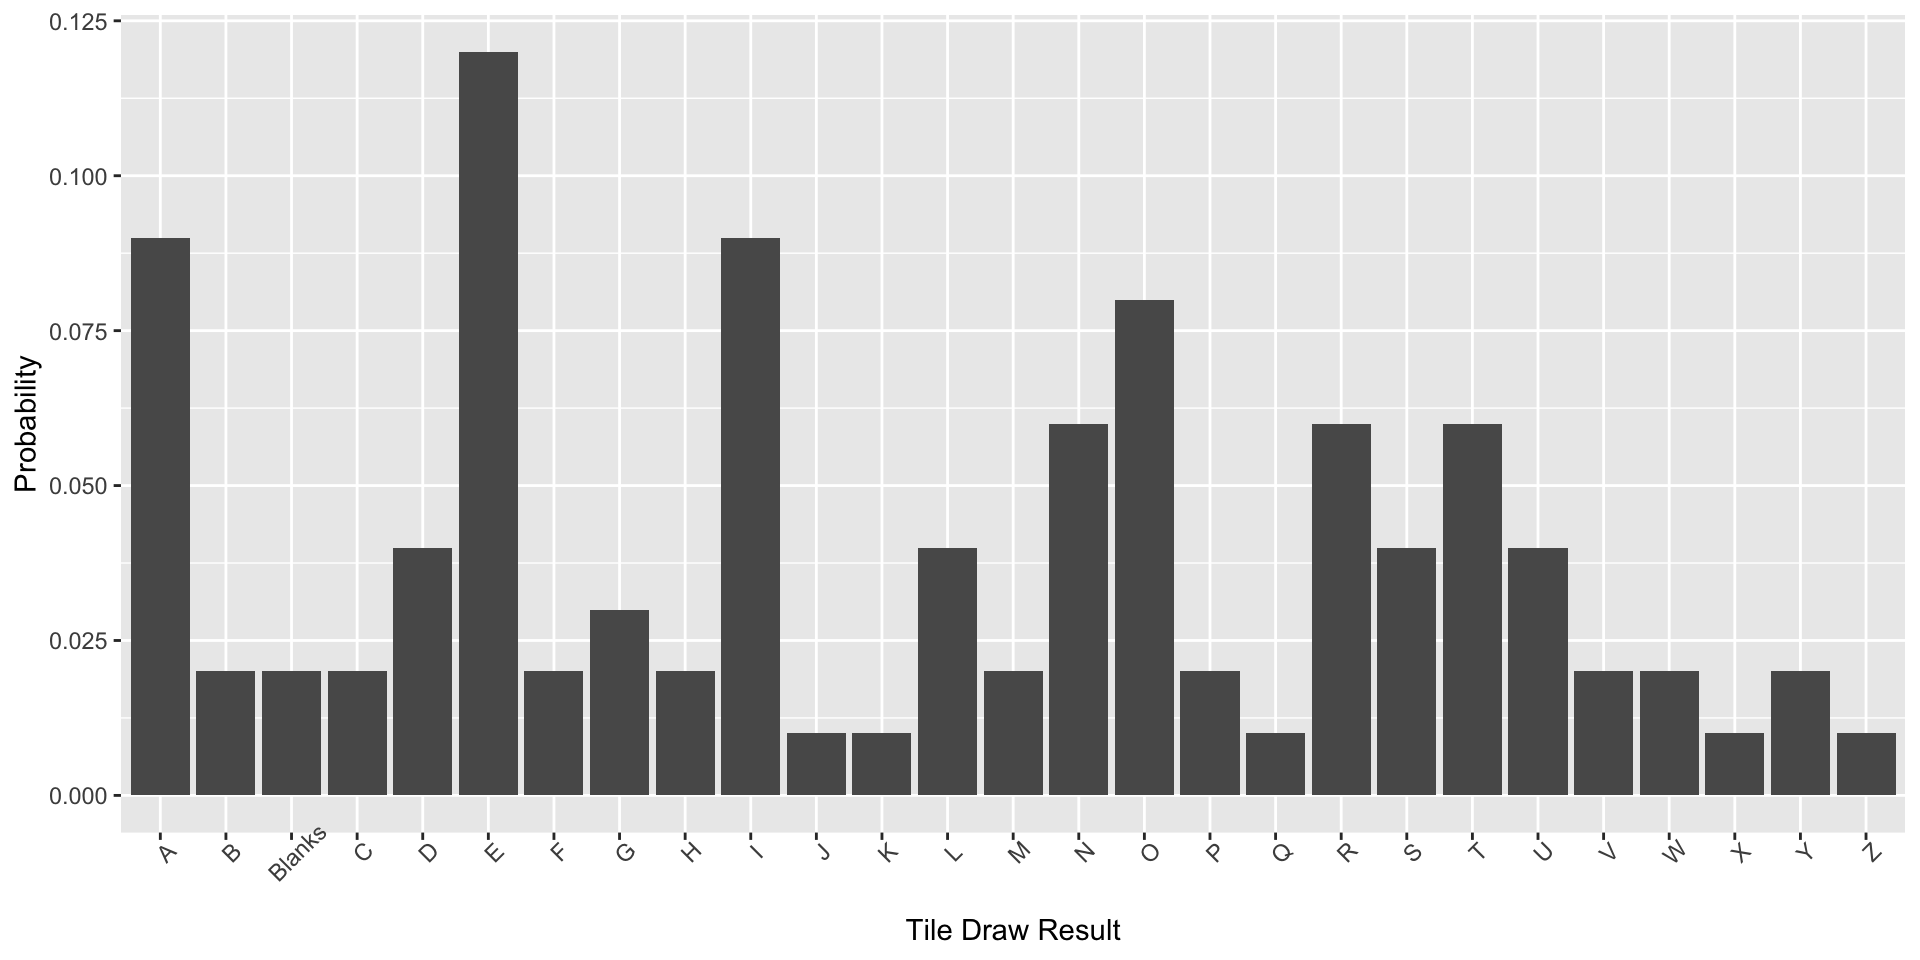 0.125
0.100
0.075
0.050
0.025
0.000
Probability
A B Blanks C D E F G H I J K L M N O P Q R S T U V W X Y Z
Tile Draw Result